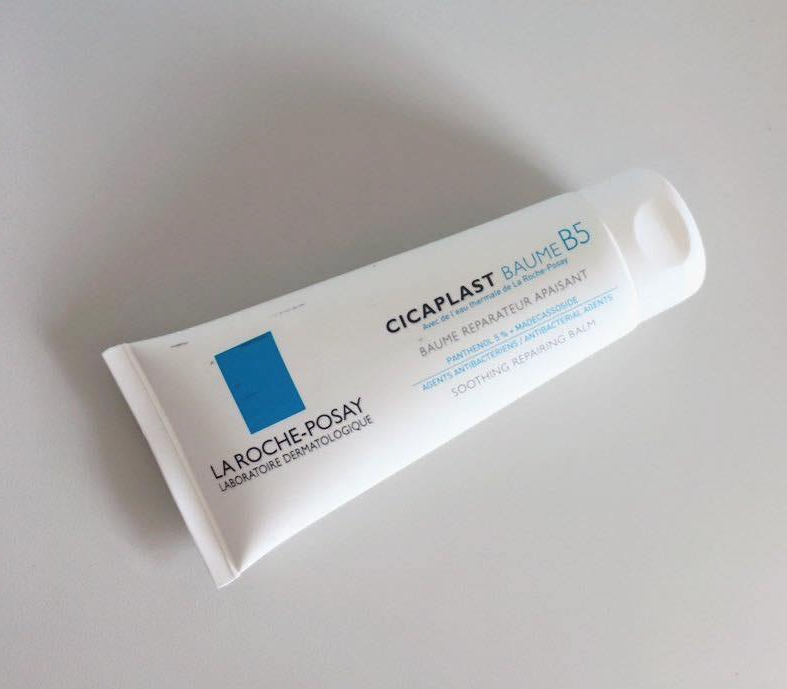 CICAPLAST BAUME B5
Avec de l'eau thermale de La Roche-Posay
BAUME REPARATEUR APAISANT
PANTHENOL 5 % + MADECASSOSIDE
AGENTS ANTIBACTERIENS / ANTIBACTERIAL AGENTS
SOOTHING REPAIRING BALM
LA ROCHE-POSAY
LABORATOIRE DERMATOLOGIQUE